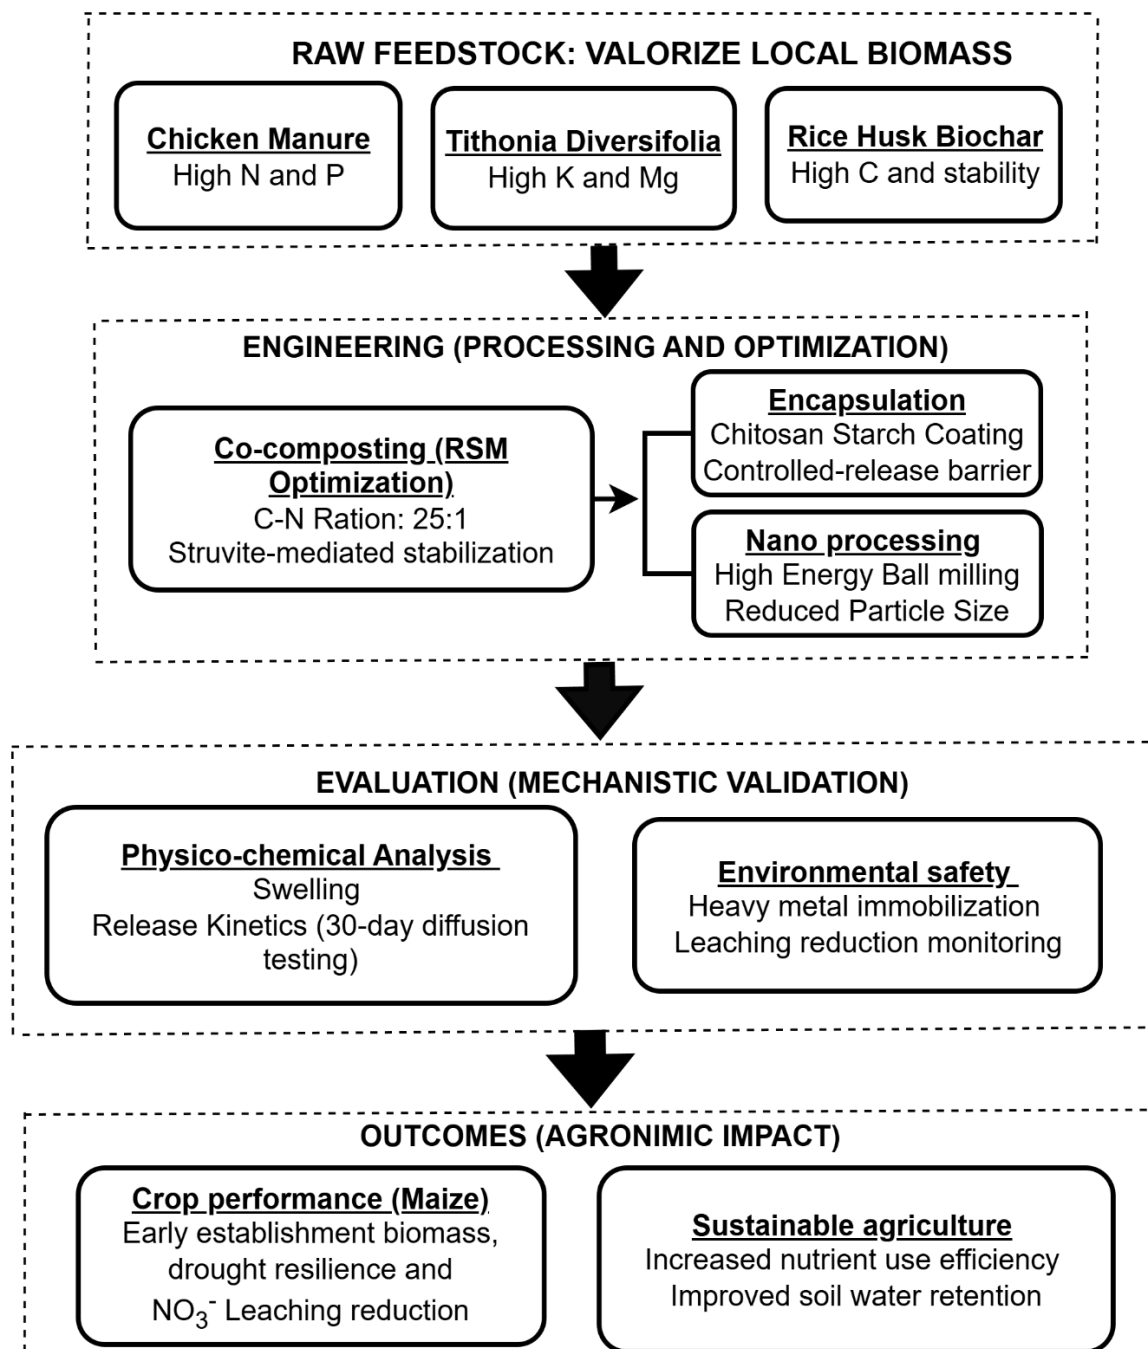 RAW FEEDSTOCK: VALORIZE LOCAL BIOMASS
Chicken Manure
High N and P
Tithonia Diversifolia
High K and Mg
Rice Husk Biochar
High C and stability
ENGINEERING (PROCESSING AND OPTIMIZATION)
Co-composting (RSM
Optimization)
C-N Ration: 25:1
Struvite-mediated stabilization
Encapsulation
Chitosan Starch Coating
Controlled-release barrier
Nano processing
High Energy Ball milling
Reduced Particle Size
EVALUATION (MECHANISTIC VALIDATION)
Physico-chemical Analysis
Swelling
Release Kinetics (30-day diffusion
testing)
Environmental safety
Heavy metal immobilization
Leaching reduction monitoring
OUTCOMES (AGRONIMIC IMPACT)
Crop performance (Maize)
Early establishment biomass,
drought resilience and
NO₃⁻ Leaching reduction
Sustainable agriculture
Increased nutrient use efficiency
Improved soil water retention